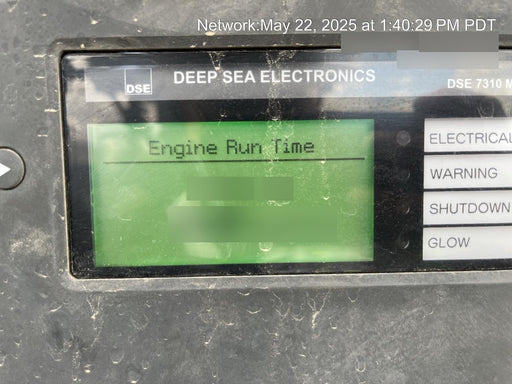 Network:May 22, 2025 at 1:40:29 PM PDT
DSE
DEEP SEA ELECTRONICS
DSE 7310 M
Engine Run Time
ELECTRICAL
WARNING
SHUTDOWN
GLOW